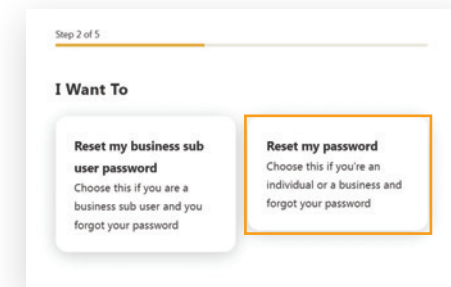 Step 2 of 5
I Want To
Reset my business sub
user password
Choose this if you are a
business sub user and you
forgot your password
Reset my password
Choose this if you're an
individual or a business and
forgot your password